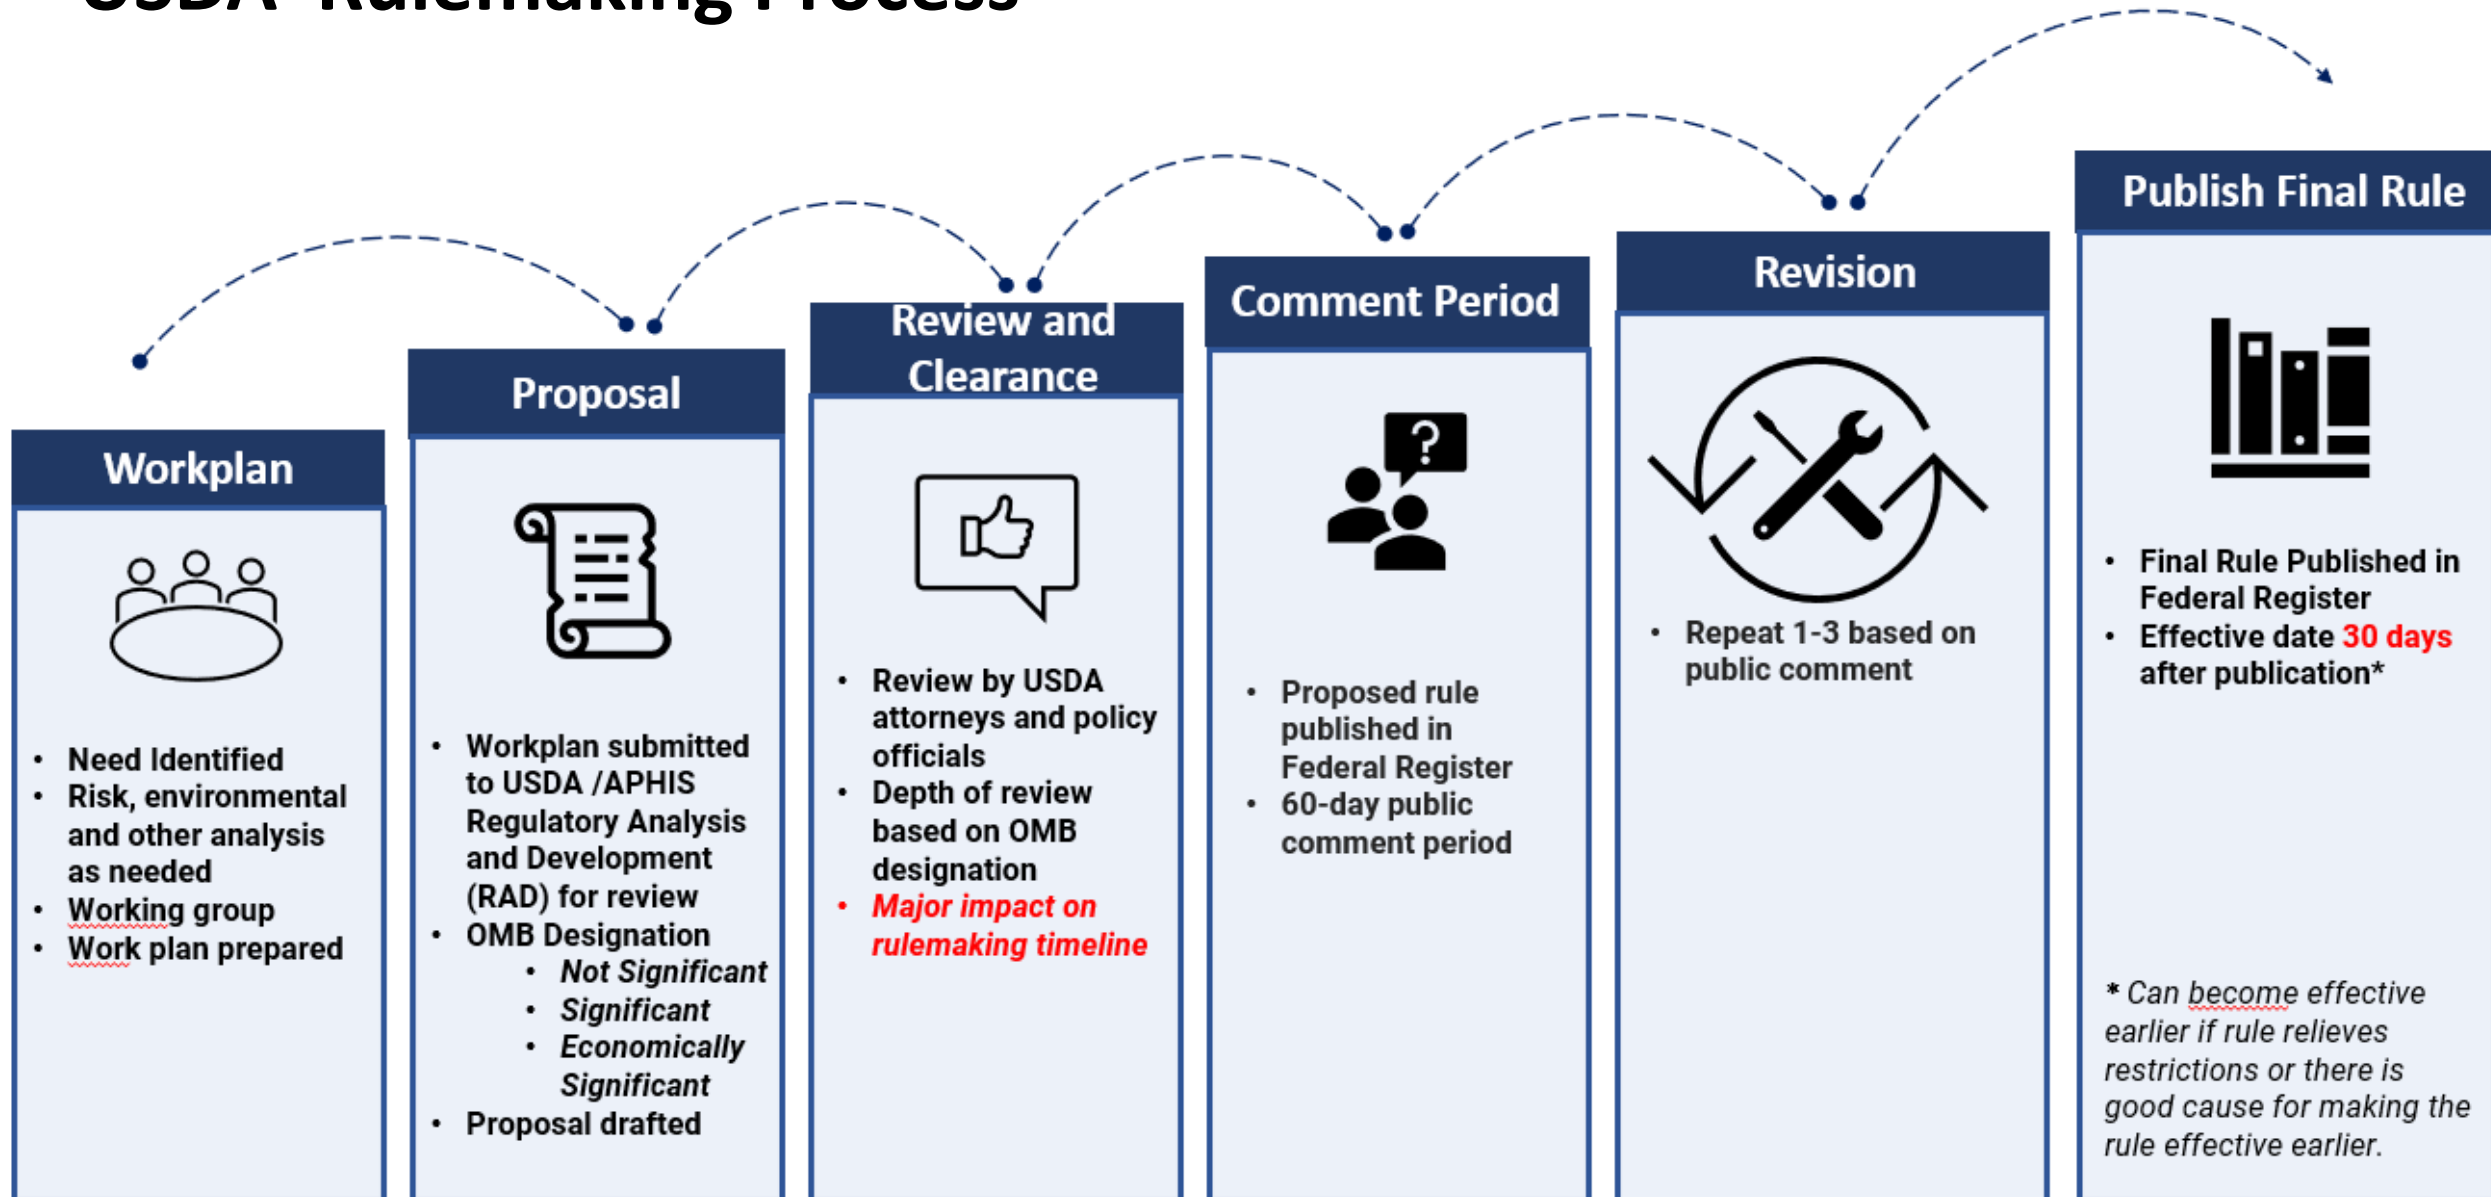 USDA Rulemaking Process
Workplan
• Need Identified
• Risk, environmental
and other analysis
as needed
• Working group
• Work plan prepared
Proposal
• Workplan submitted
to USDA /APHIS
Regulatory Analysis
and Development
(RAD) for review
• OMB Designation
• Not Significant
• Significant
• Economically
Significant
• Proposal drafted
Review and
Clearance
• Review by USDA
attorneys and policy
officials
• Depth of review
based on OMB
designation
• Major impact on
rulemaking timeline
Comment Period
?
• Proposed rule
published in
Federal Register
• 60-day public
comment period
Revision
• Repeat 1-3 based on
public comment
Publish Final Rule
• Final Rule Published in
Federal Register
• Effective date 30 days
after publication*
* Can become effective
earlier if rule relieves
restrictions or there is
good cause for making the
rule effective earlier.